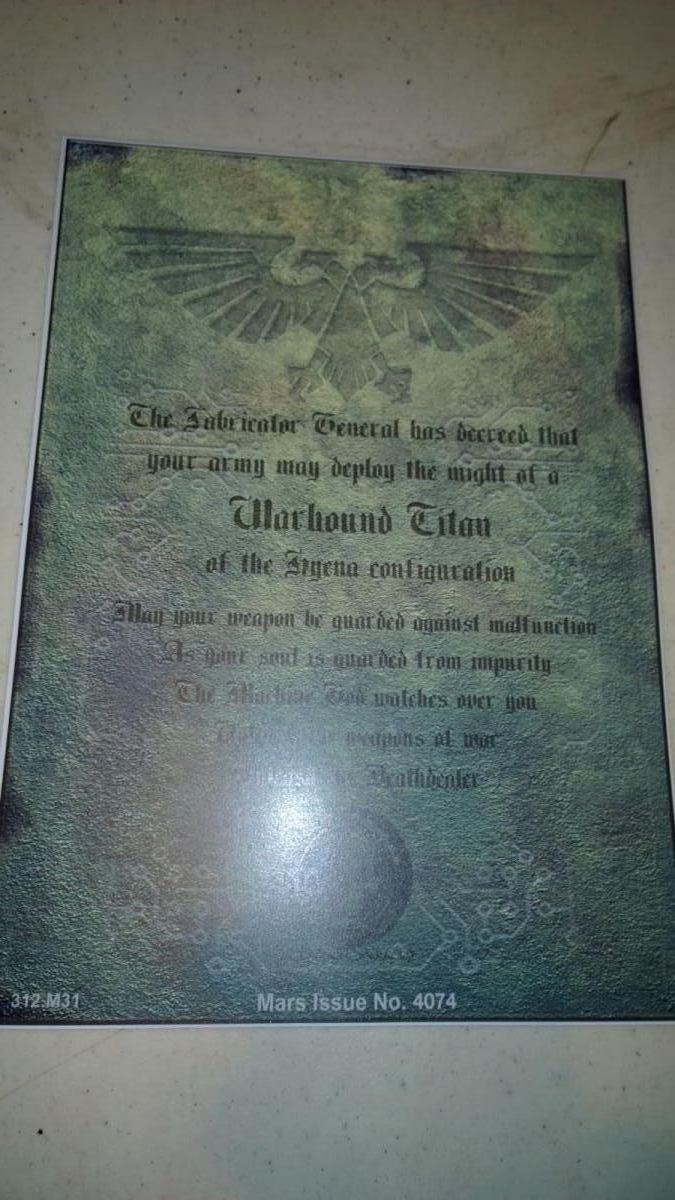 The Fabricator General has decreed that
your army may deploy the might of a
Warhound Titan
of the Hyena configuration
May your weapon be guarded against malfunction
As your soul is guarded from impurity
The Machine God watches over you
weapons of war
Deathdealer
312.M31
Mars Issue No. 4074